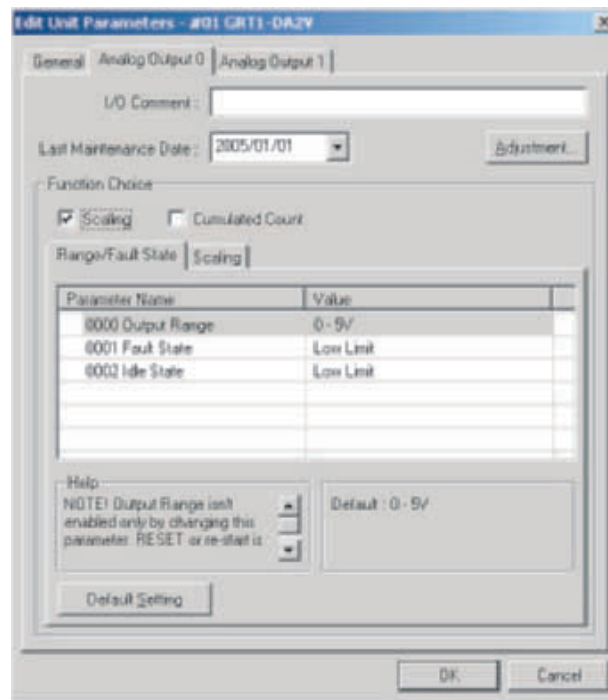 Edit Unit Parameters - #01 GRT1-DA2V
General Analog Output 0 Analog Output 1
I/O Comment :
Last Maintenance Date : 2005/01/01 Adjustment...
Function Choice
Scaling Cumulated Count
Range/Fault State Scaling
Parameter Name Value
0000 Output Range 0 - 5V
0001 Fault State Low Limit
0002 Idle State Low Limit
Help
NOTE! Output Range isn't
enabled only by changing this
parameter. RESET or re-start is
Default : 0 - 5V
Default Setting
OK Cancel